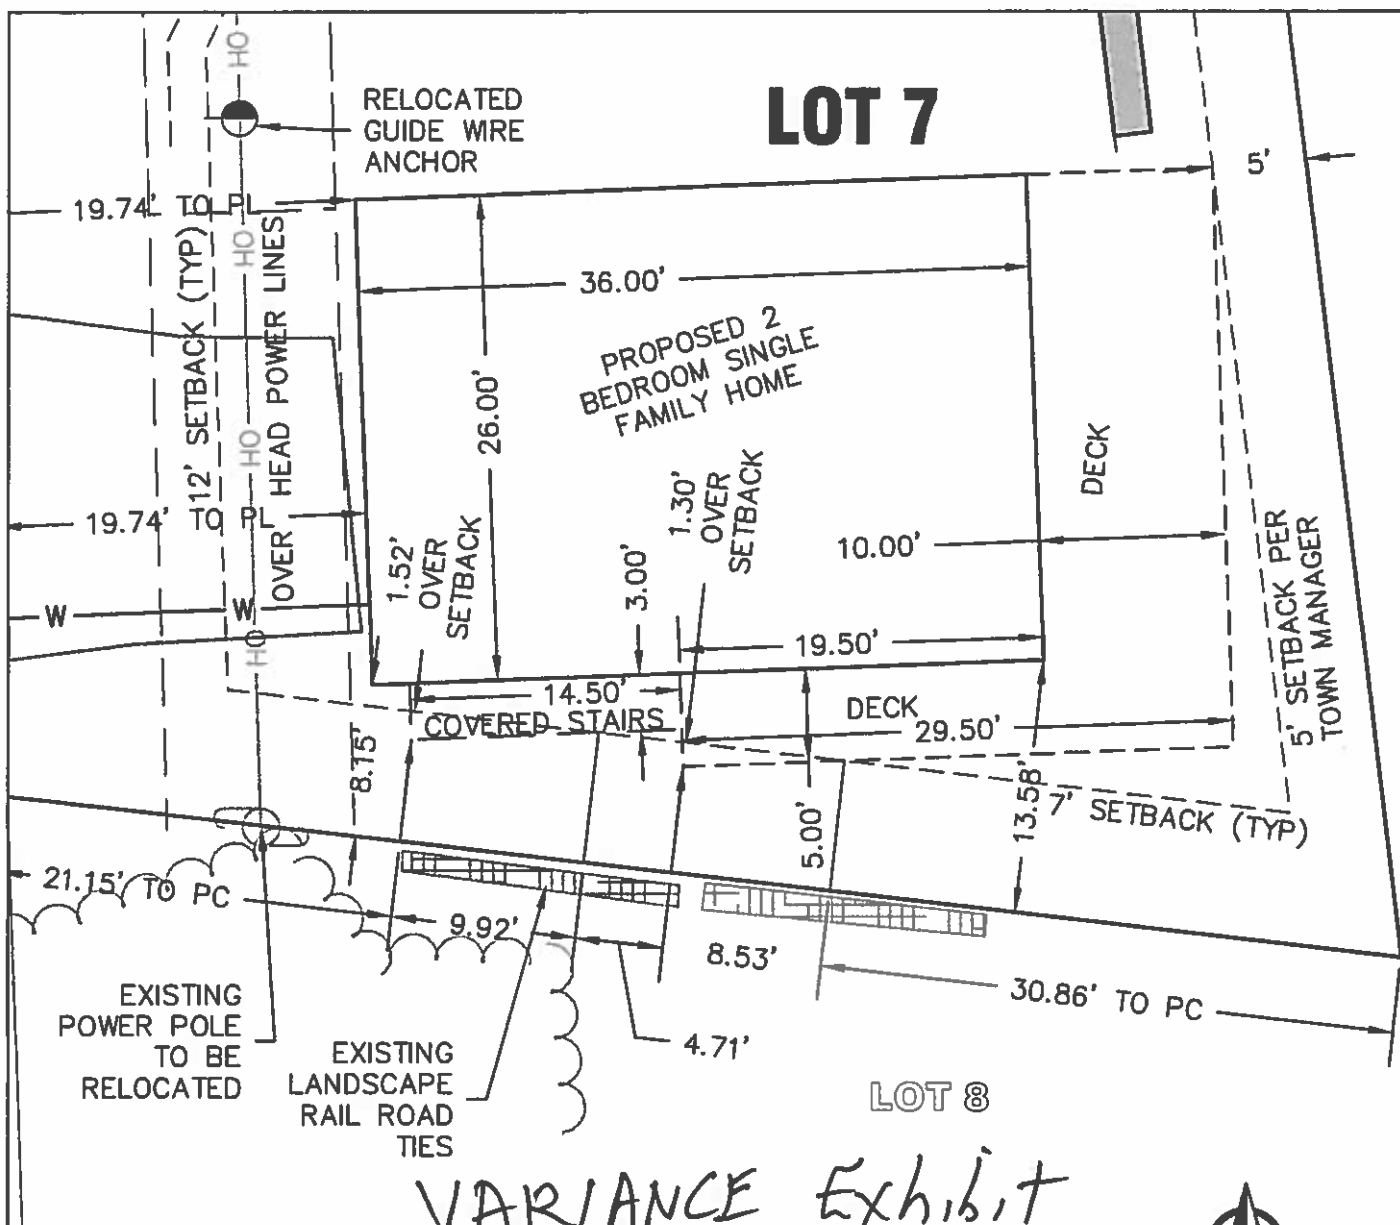 OH
RELOCATED
GUIDE WIRE
ANCHOR
LOT 7
5'
19.74' TO PL
OH
12' SETBACK (TYP)
OVER HEAD POWER LINES
36.00'
PROPOSED 2
BEDROOM SINGLE
FAMILY HOME
26.00'
OH
DECK
1.30'
OVER
SETBACK
19.74' TO PL
1.52'
OVER
SETBACK
3.00'
10.00'
5' SETBACK PER
TOWN MANAGER
W
W
OH
19.50'
14.50'
COVERED STAIRS
DECK
29.50'
8.15'
5.00'
13.58'
7' SETBACK (TYP)
21.15' TO PC
9.92'
8.53'
30.86' TO PC
4.71'
EXISTING
POWER POLE
TO BE
RELOCATED
EXISTING
LANDSCAPE
RAIL ROAD
TIES
LOT 8
VARIANCE Exhibit